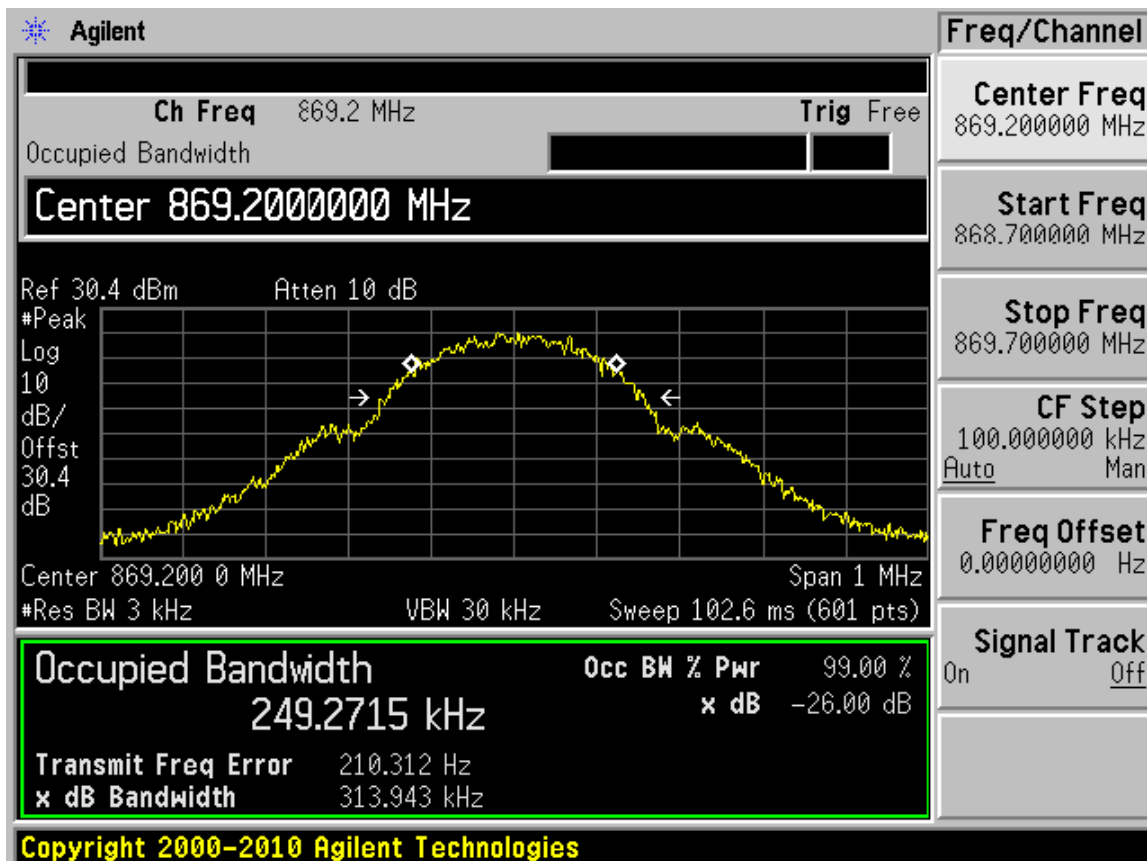 Agilent
Freq/Channel
Ch Freq 869.2 MHz Trig Free
Occupied Bandwidth
Center 869.2000000 MHz
Ref 30.4 dBm Atten 10 dB
#Peak
Log
10
dB/
Offst
30.4
dB
Center 869.200 0 MHz Span 1 MHz
#Res BW 3 kHz VBW 30 kHz Sweep 102.6 ms (601 pts)
Occupied Bandwidth
249.2715 kHz
Occ BW % Pwr 99.00 %
x dB -26.00 dB
Transmit Freq Error 210.312 Hz
x dB Bandwidth 313.943 kHz
Center Freq
869.200000 MHz
Start Freq
868.700000 MHz
Stop Freq
869.700000 MHz
CF Step
100.000000 kHz
Auto Man
Freq Offset
0.00000000 Hz
Signal Track
On Off
Copyright 2000-2010 Agilent Technologies